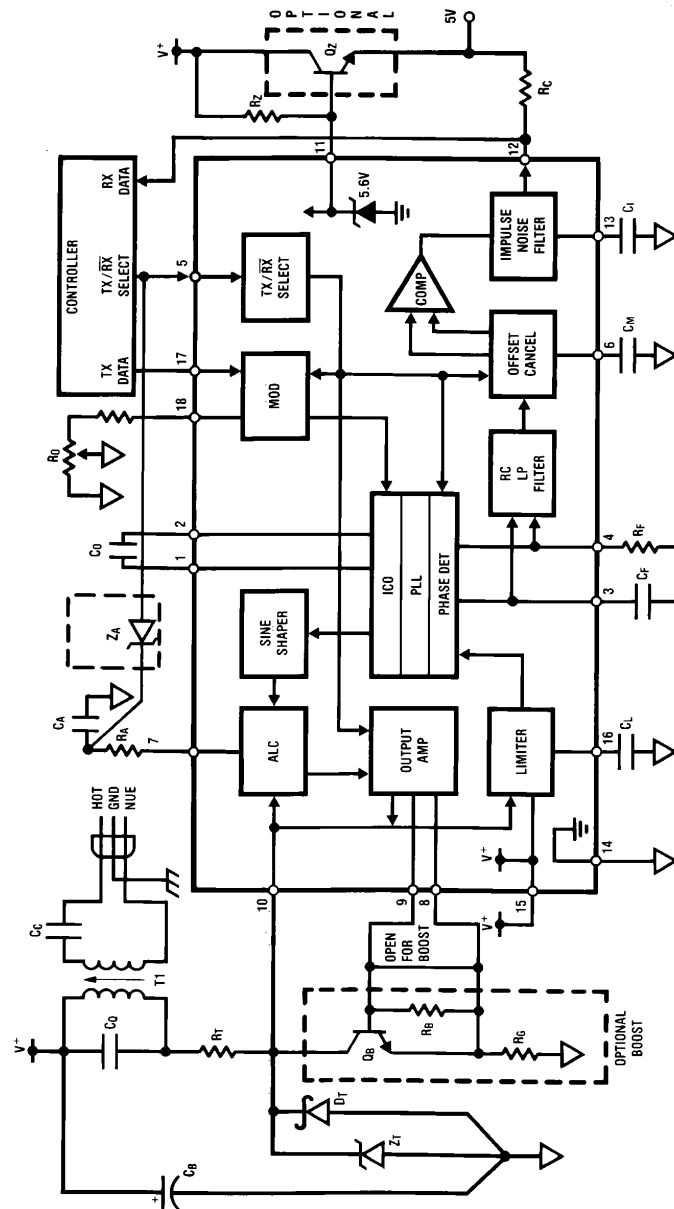 OPTIONAL
V+
QZ
5V
RZ
RC
CONTROLLER
RX DATA
TX/RX SELECT
TX DATA
11
12
5.6V
5
17
18
RO
2
1
CO
ZA
CA
RA
7
TX/RX SELECT
MOD
COMP
IMPULSE NOISE FILTER
13
CI
OFFSET CANCEL
6
CM
RC LP FILTER
ICO
PLL
PHASE DET
4
RF
3
CF
SINE SHAPER
ALC
OUTPUT AMP
LIMITER
16
CL
14
V+
V+
15
HOT
GND
NUE
CC
T1
10
9
8
OPEN FOR BOOST
V+
CQ
RT
QB
RB
RG
OPTIONAL BOOST
DT
ZT
CB
+